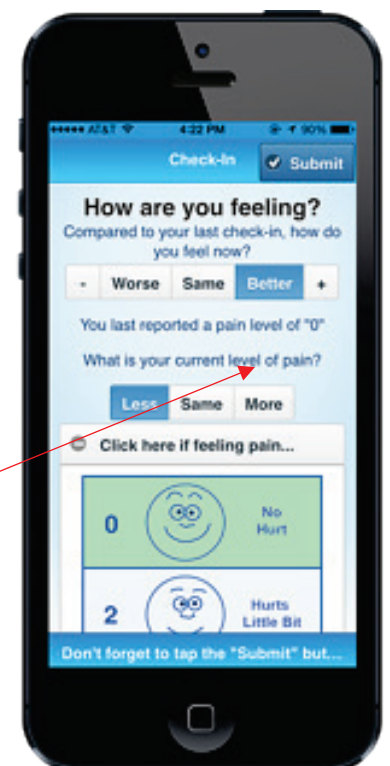 AT&T 4:22 PM 90%
Check-In Submit
How are you feeling?
Compared to your last check-in, how do
you feel now?
- Worse Same Better +
You last reported a pain level of "0"
What is your current level of pain?
Less Same More
Click here if feeling pain...
0 No
Hurt
2 Hurts
Little Bit
Don't forget to tap the "Submit" but...